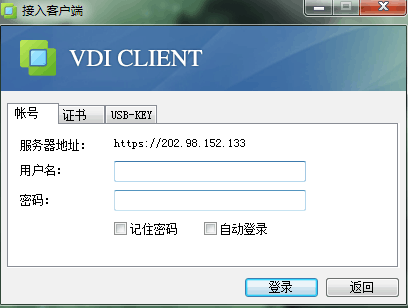 接入客户端
VDI CLIENT
帐号 证书 USB-KEY
服务器地址: https://202.98.152.133
用户名:
密码:
记住密码 自动登录
登录 返回